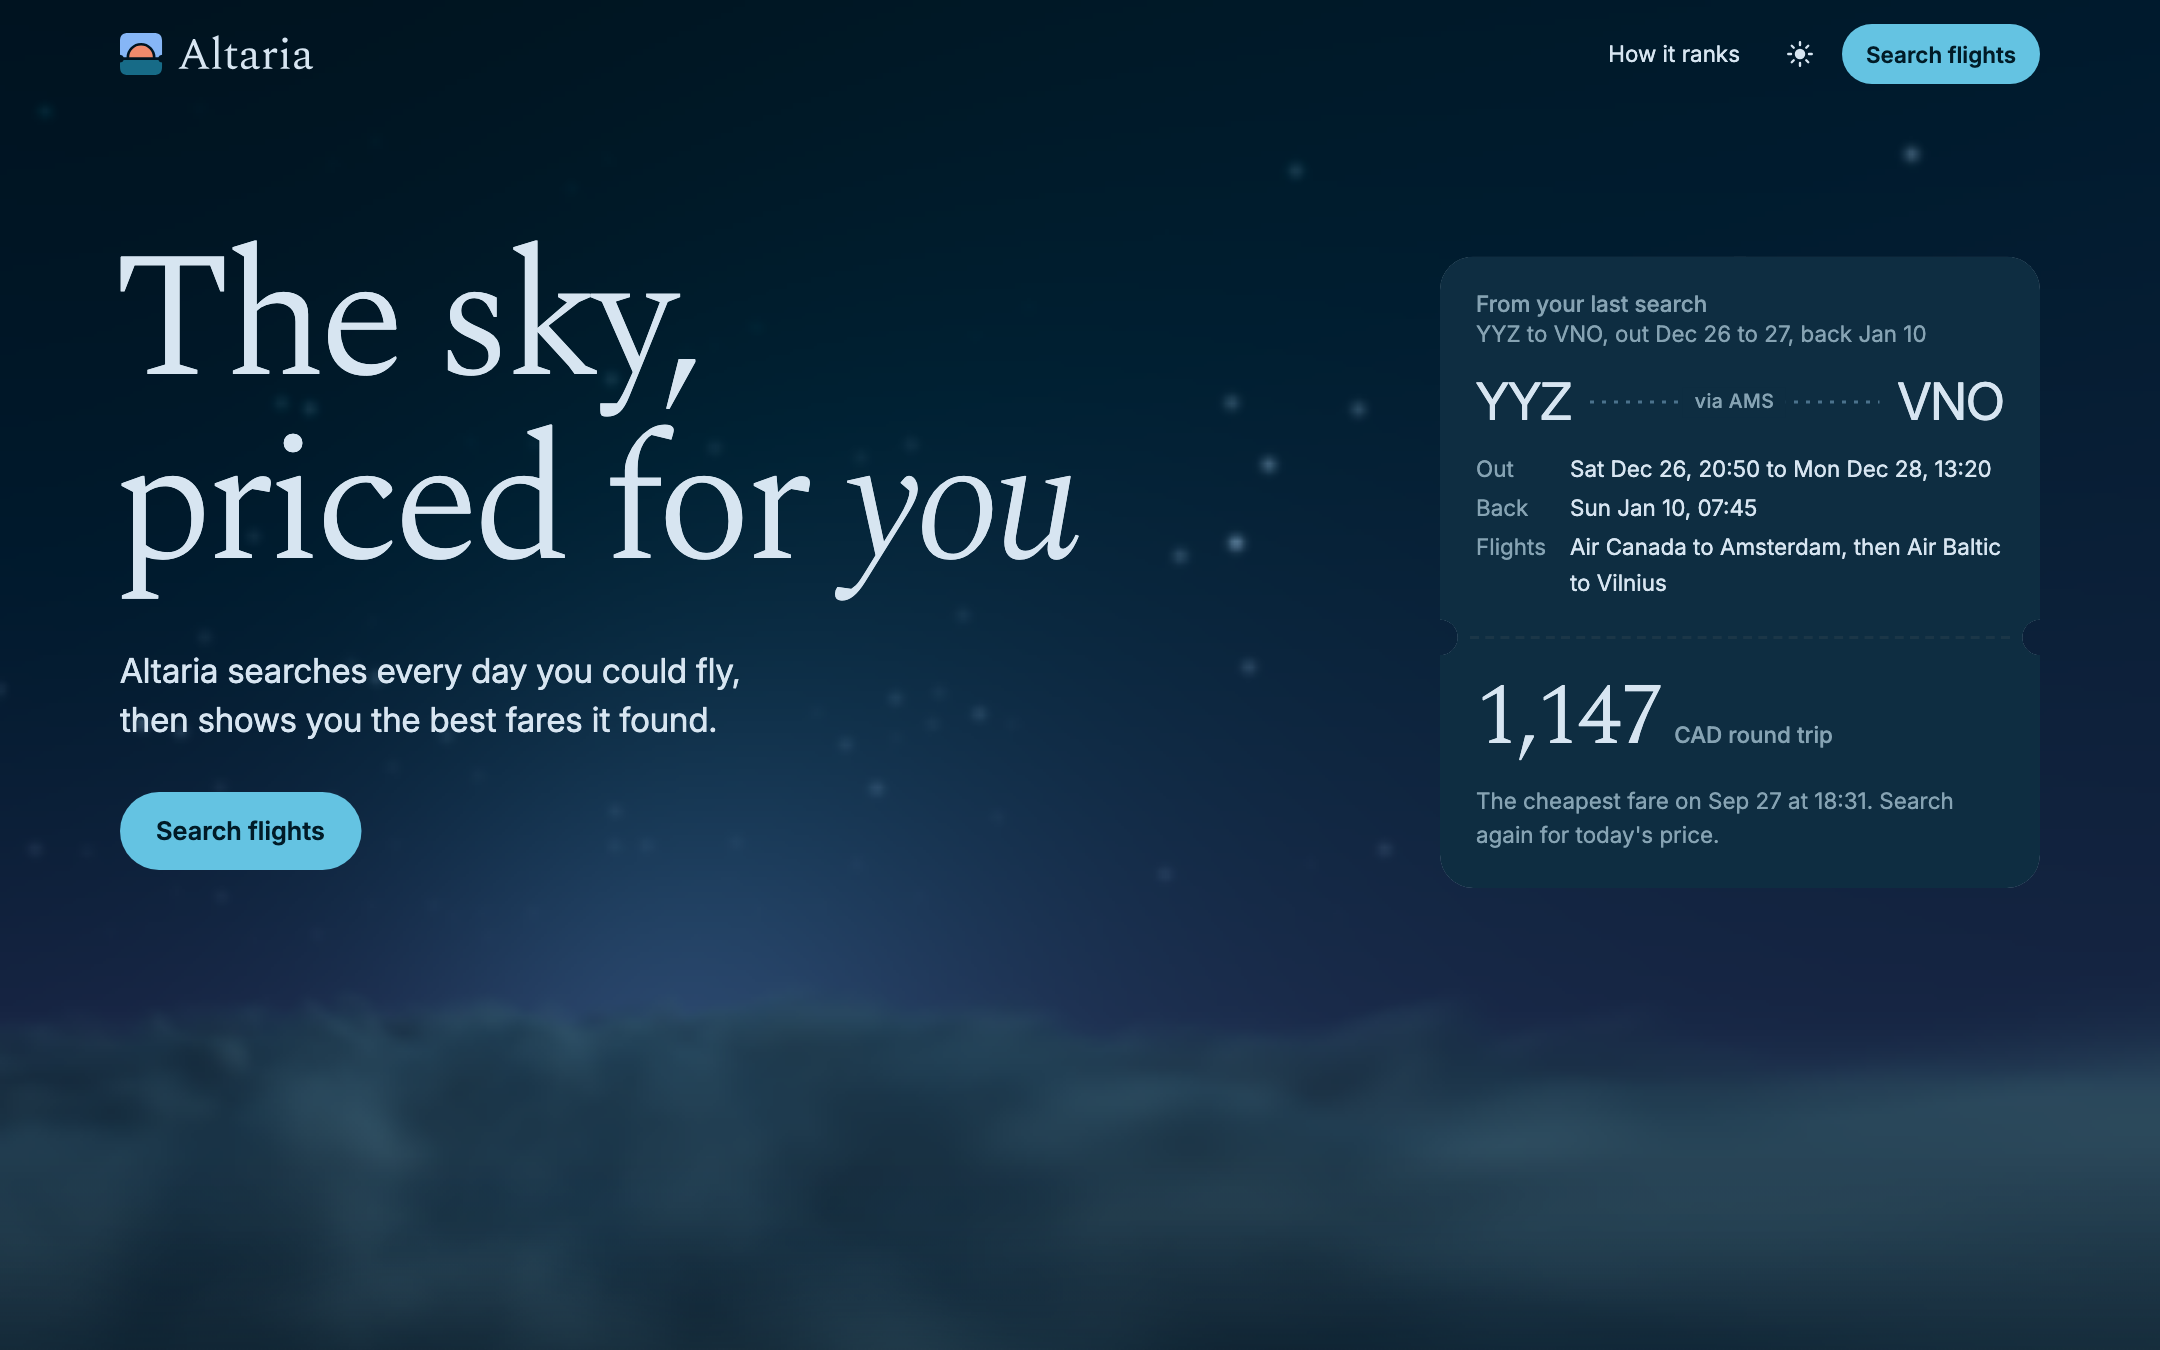 Altaria
How it ranks
Search flights
The sky,
priced for you
Altaria searches every day you could fly,
then shows you the best fares it found.
Search flights
From your last search
YYZ to VNO, out Dec 26 to 27, back Jan 10
YYZ via AMS VNO
Out Sat Dec 26, 20:50 to Mon Dec 28, 13:20
Back Sun Jan 10, 07:45
Flights Air Canada to Amsterdam, then Air Baltic
to Vilnius
1,147 CAD round trip
The cheapest fare on Sep 27 at 18:31. Search
again for today's price.